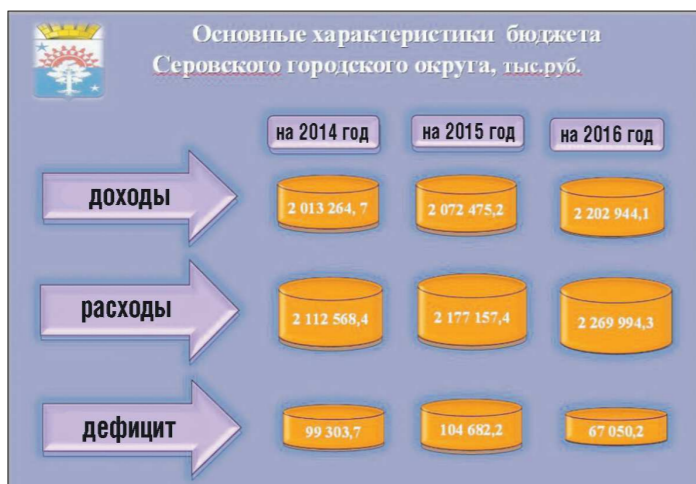 Основные характеристики бюджета
Серовского городского округа, тыс.руб.
на 2014 год на 2015 год на 2016 год
доходы 2 013 264, 7 2 072 475,2 2 202 944,1
расходы 2 112 568,4 2 177 157,4 2 269 994,3
дефицит 99 303,7 104 682,2 67 050,2